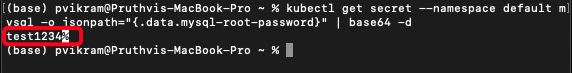 (base) pvikram@Pruthvis-MacBook-Pro ~ % kubectl get secret --namespace default m
ysql -o jsonpath="{.data.mysql-root-password}" | base64 -d
test1234%
(base) pvikram@Pruthvis-MacBook-Pro ~ %